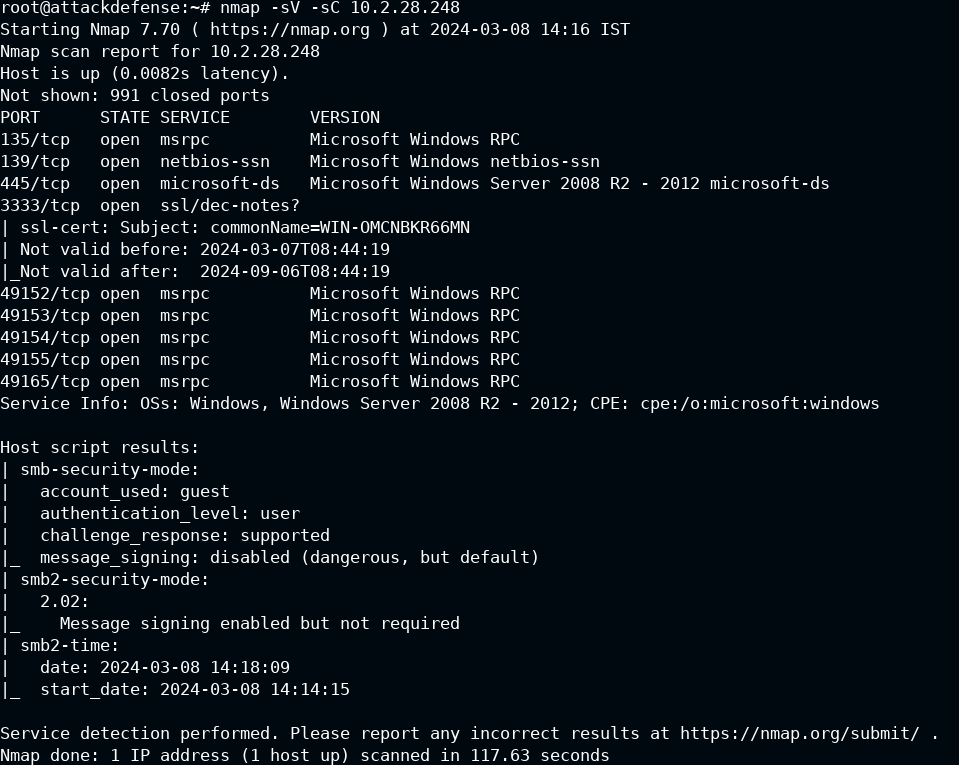 root@attackdefense:~# nmap -sV -sC 10.2.28.248
Starting Nmap 7.70 ( https://nmap.org ) at 2024-03-08 14:16 IST
Nmap scan report for 10.2.28.248
Host is up (0.0082s latency).
Not shown: 991 closed ports
PORT      STATE SERVICE        VERSION
135/tcp   open  msrpc          Microsoft Windows RPC
139/tcp   open  netbios-ssn    Microsoft Windows netbios-ssn
445/tcp   open  microsoft-ds   Microsoft Windows Server 2008 R2 - 2012 microsoft-ds
3333/tcp  open  ssl/dec-notes?
| ssl-cert: Subject: commonName=WIN-OMCNBKR66MN
| Not valid before: 2024-03-07T08:44:19
|_Not valid after:  2024-09-06T08:44:19
49152/tcp open  msrpc          Microsoft Windows RPC
49153/tcp open  msrpc          Microsoft Windows RPC
49154/tcp open  msrpc          Microsoft Windows RPC
49155/tcp open  msrpc          Microsoft Windows RPC
49165/tcp open  msrpc          Microsoft Windows RPC
Service Info: OSs: Windows, Windows Server 2008 R2 - 2012; CPE: cpe:/o:microsoft:windows

Host script results:
| smb-security-mode:
|   account_used: guest
|   authentication_level: user
|   challenge_response: supported
|_  message_signing: disabled (dangerous, but default)
| smb2-security-mode:
|   2.02:
|_    Message signing enabled but not required
| smb2-time:
|   date: 2024-03-08 14:18:09
|_  start_date: 2024-03-08 14:14:15

Service detection performed. Please report any incorrect results at https://nmap.org/submit/ .
Nmap done: 1 IP address (1 host up) scanned in 117.63 seconds